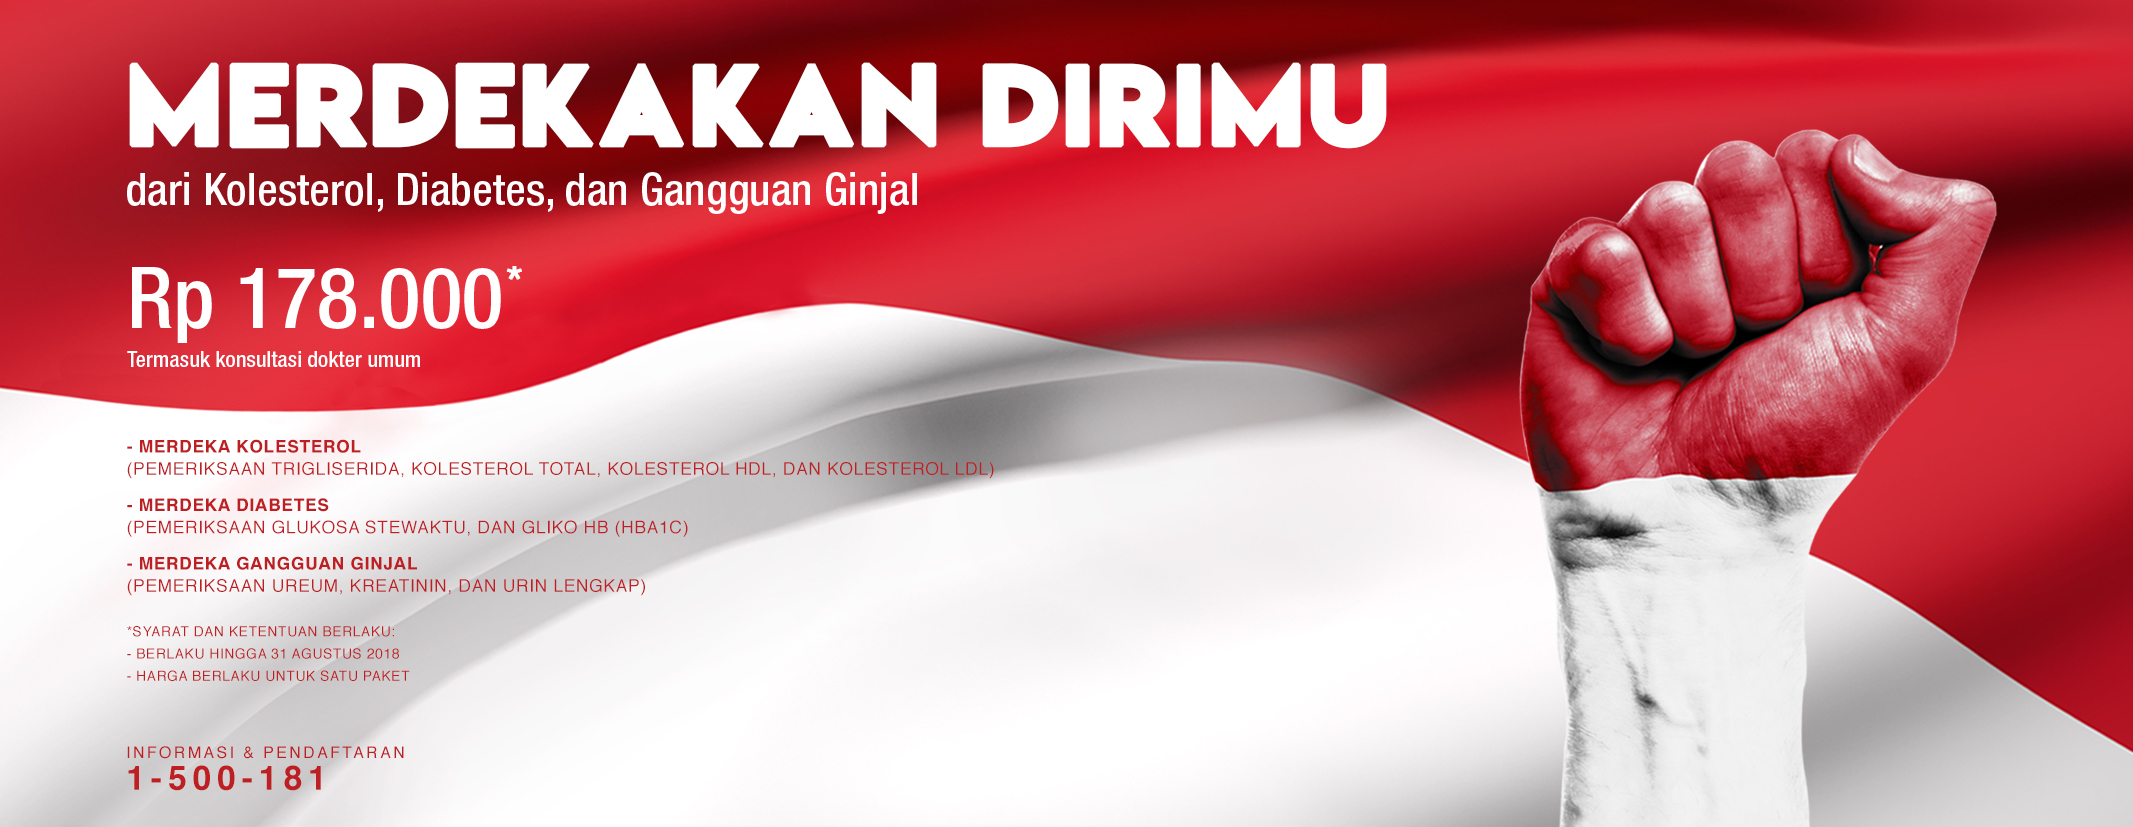 MERDEKAKAN DIRIMU
dari Kolesterol, Diabetes, dan Gangguan Ginjal
Rp 178.000*
Termasuk konsultasi dokter umum
- MERDEKA KOLESTEROL
(PEMERIKSAAN TRIGLISERIDA, KOLESTEROL TOTAL, KOLESTEROL HDL, DAN KOLESTEROL LDL)
- MERDEKA DIABETES
(PEMERIKSAAN GLUKOSA STEWAKTU, DAN GLIKO HB (HBA1C)
- MERDEKA GANGGUAN GINJAL
(PEMERIKSAAN UREUM, KREATININ, DAN URIN LENGKAP)
*SYARAT DAN KETENTUAN BERLAKU:
- BERLAKU HINGGA 31 AGUSTUS 2018
- HARGA BERLAKU UNTUK SATU PAKET
INFORMASI & PENDAFTARAN
1-500-181